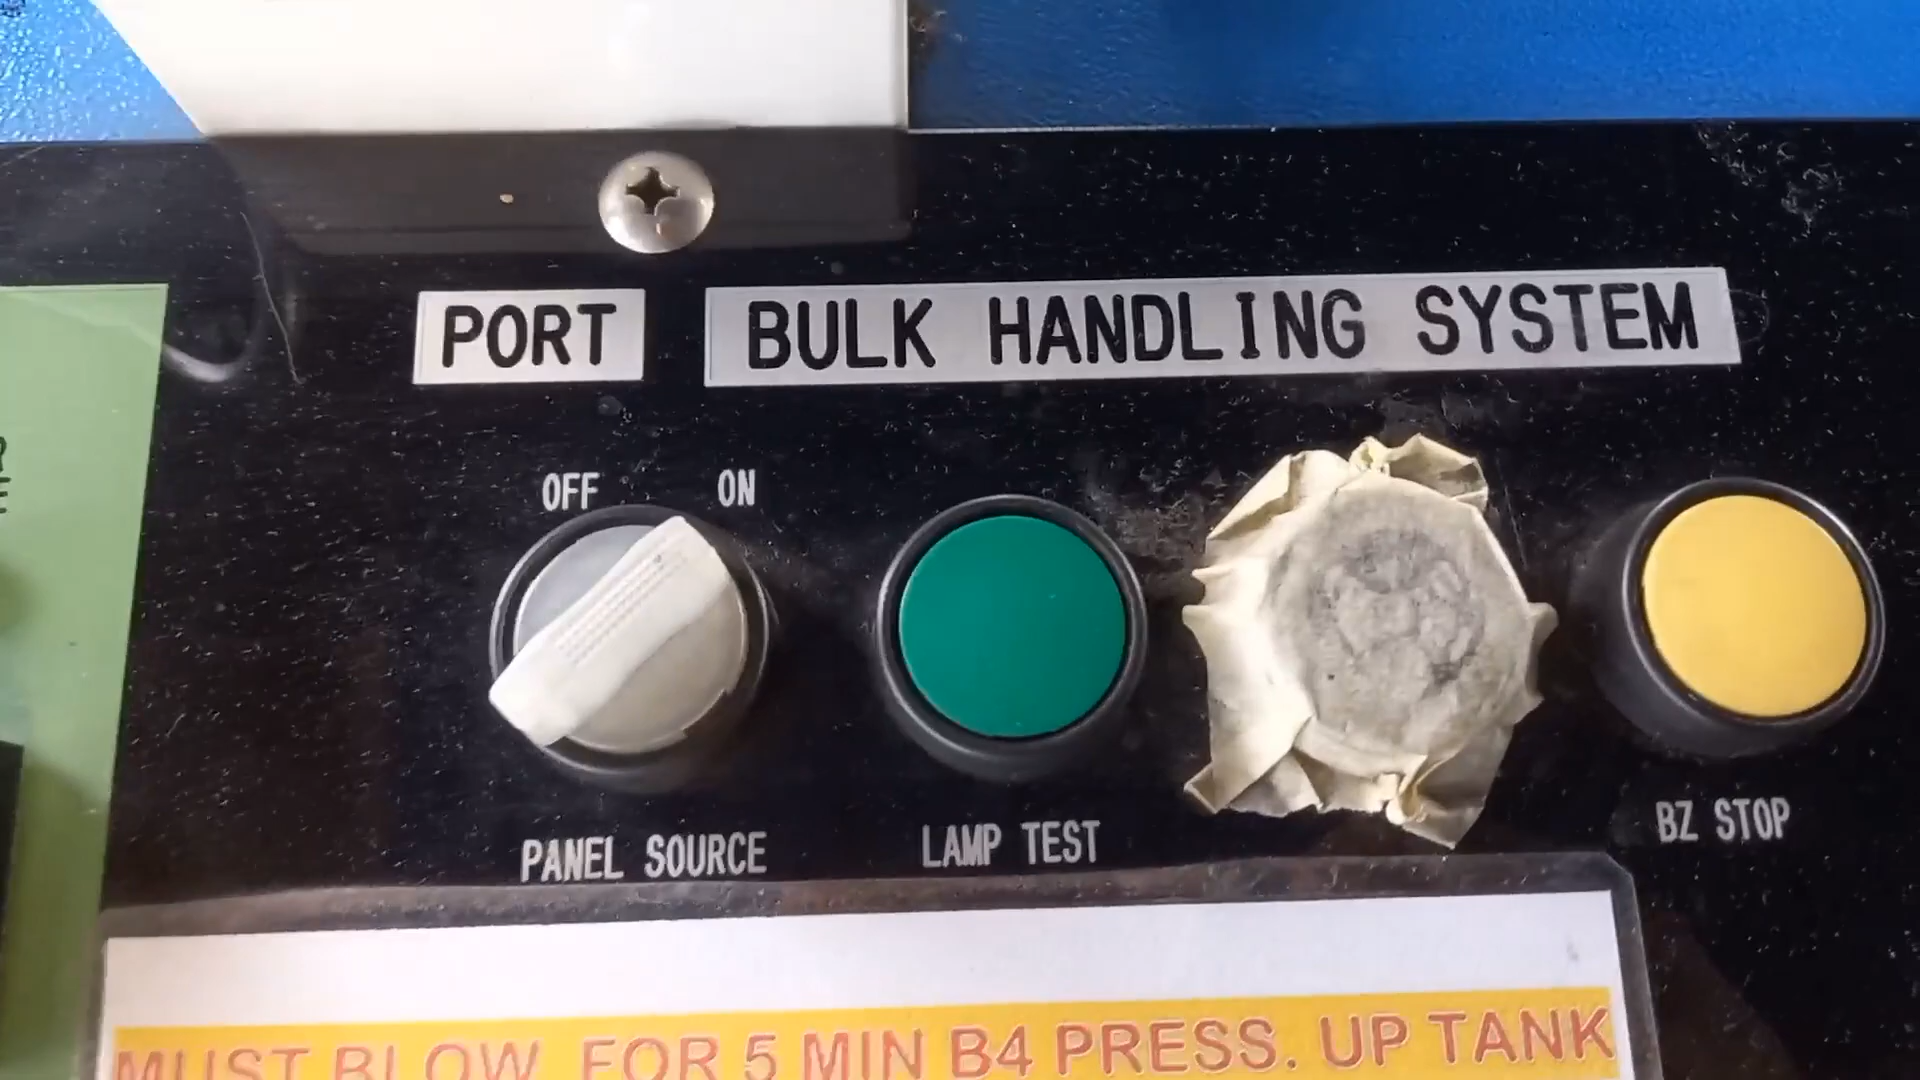 PORT BULK HANDLING SYSTEM
OFF ON
PANEL SOURCE LAMP TEST BZ STOP
MUST BLOW FOR 5 MIN B4 PRESS. UP TANK